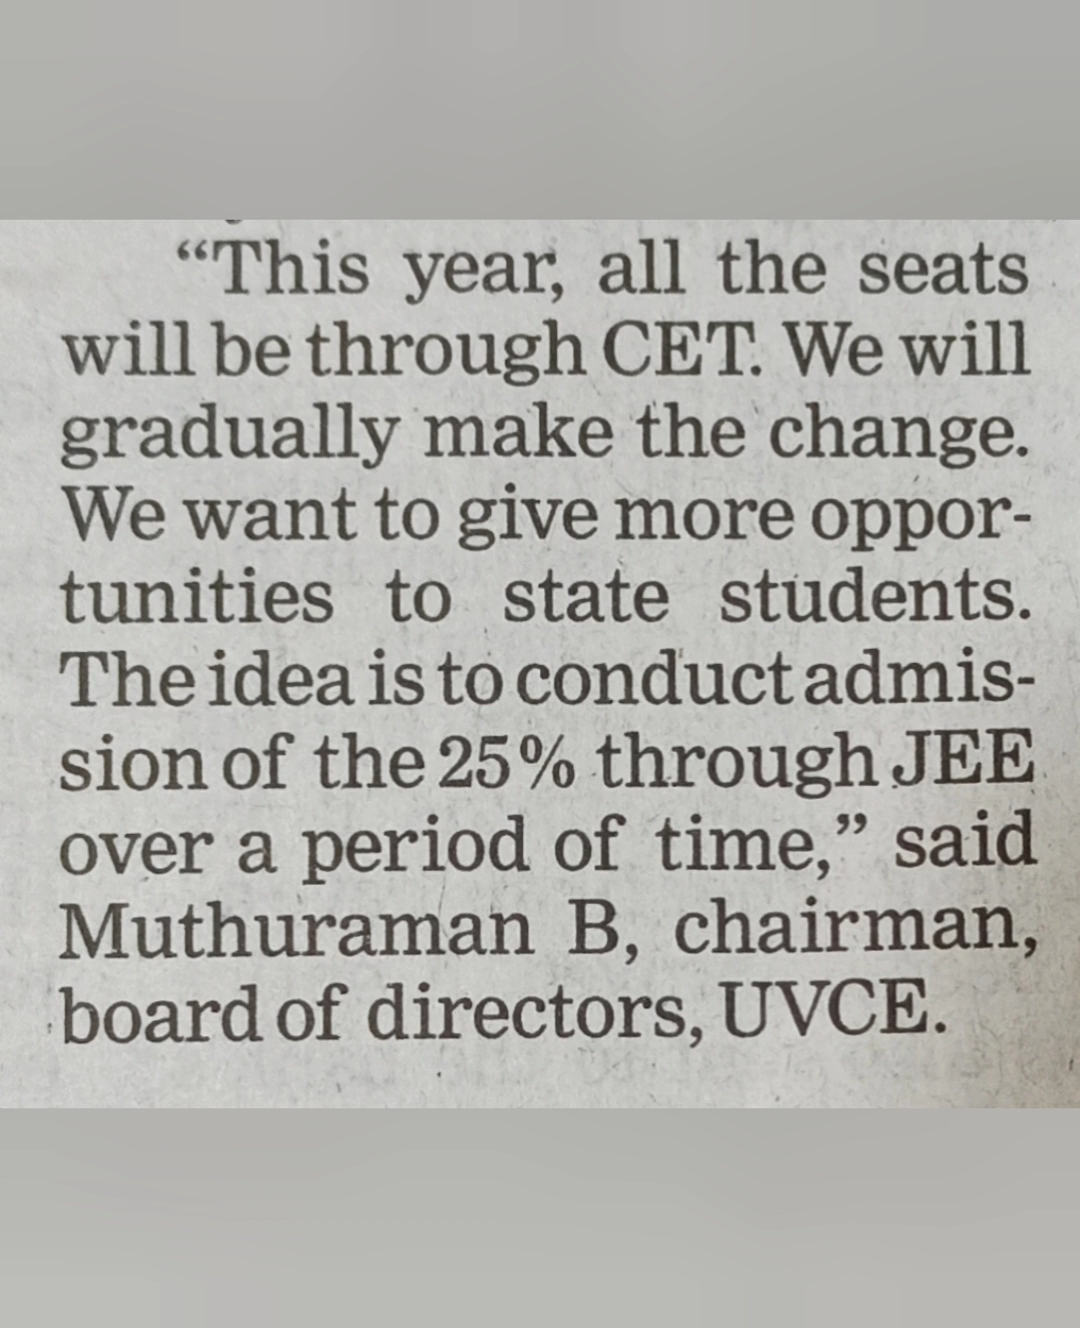 “This year, all the seats
will be through CET. We will
gradually make the change.
We want to give more oppor-
tunities to state students.
The idea is to conduct admis-
sion of the 25% through JEE
over a period of time,” said
Muthuraman B, chairman,
board of directors, UVCE.